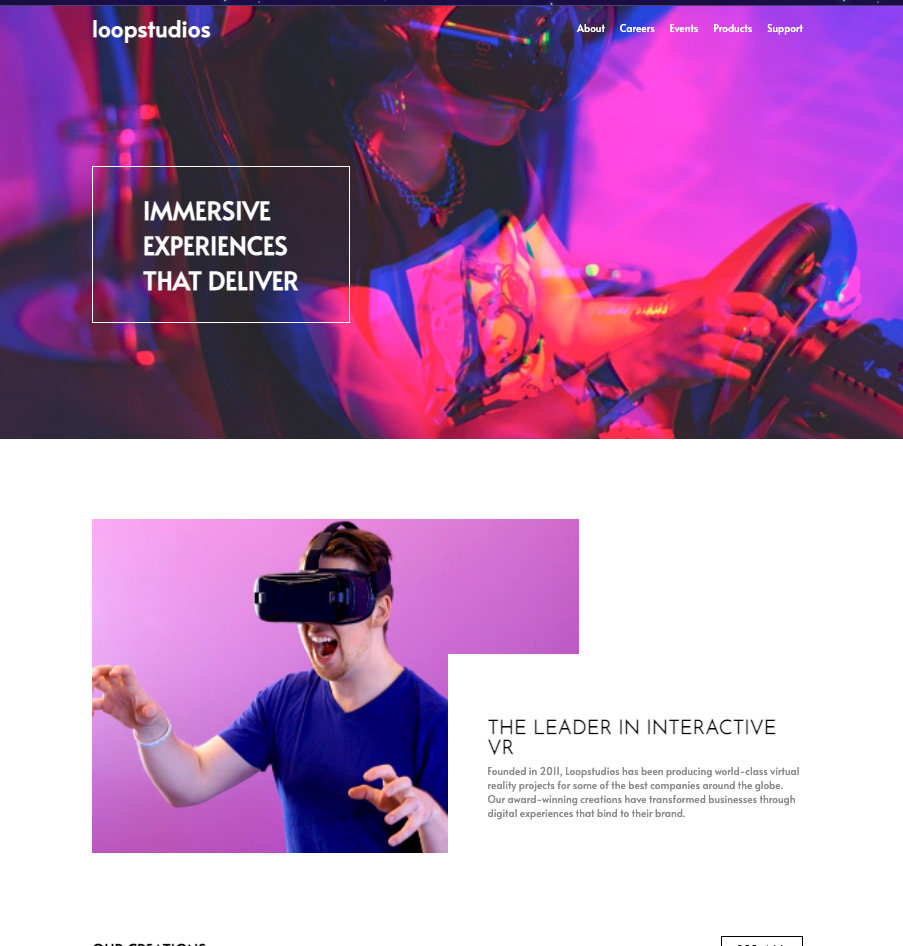 loopstudios
About Careers Events Products Support
IMMERSIVE
EXPERIENCES
THAT DELIVER
THE LEADER IN INTERACTIVE
VR
Founded in 2011, Loopstudios has been producing world-class virtual
reality projects for some of the best companies around the globe.
Our award-winning creations have transformed businesses through
digital experiences that bind to their brand.
OUR CREATIONS